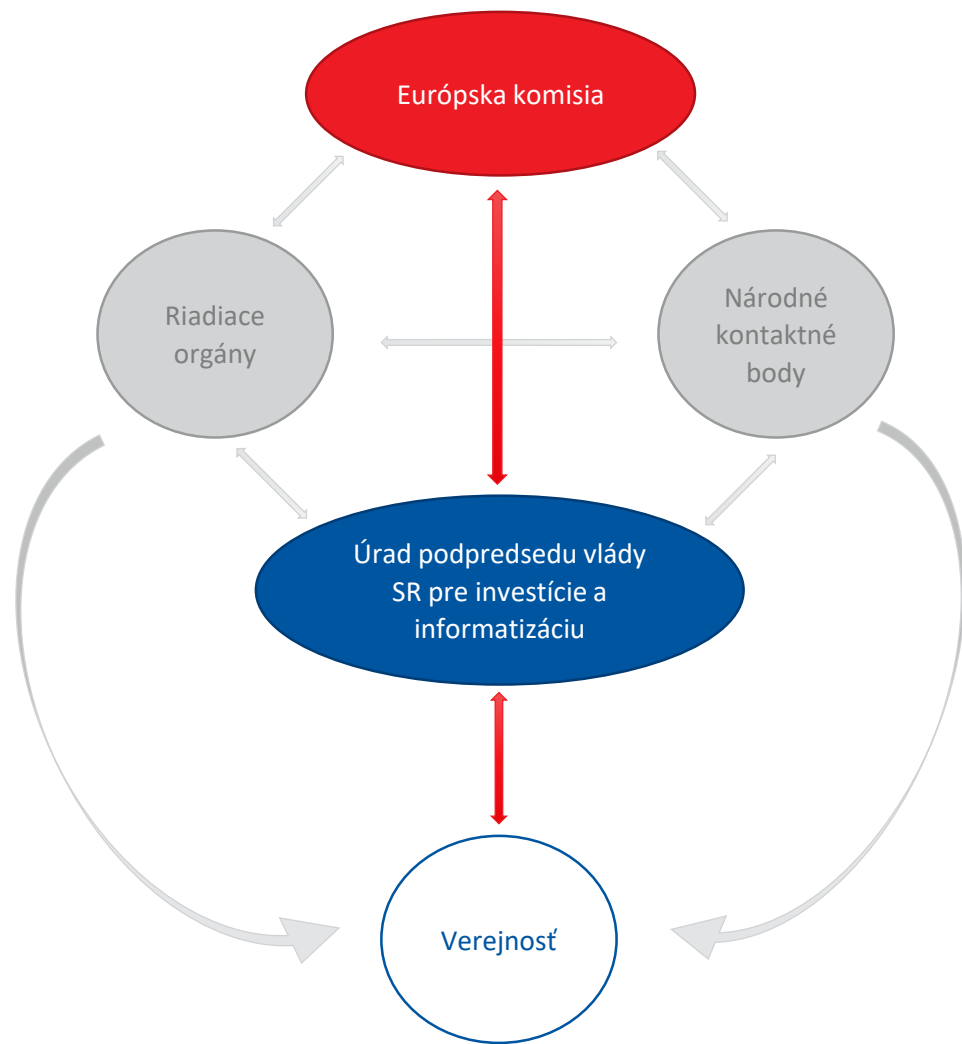 Európska komisia
Riadiace
orgány
Národné
kontaktné
body
Úrad podpredsedu vlády
SR pre investície a
informatizáciu
Verejnosť